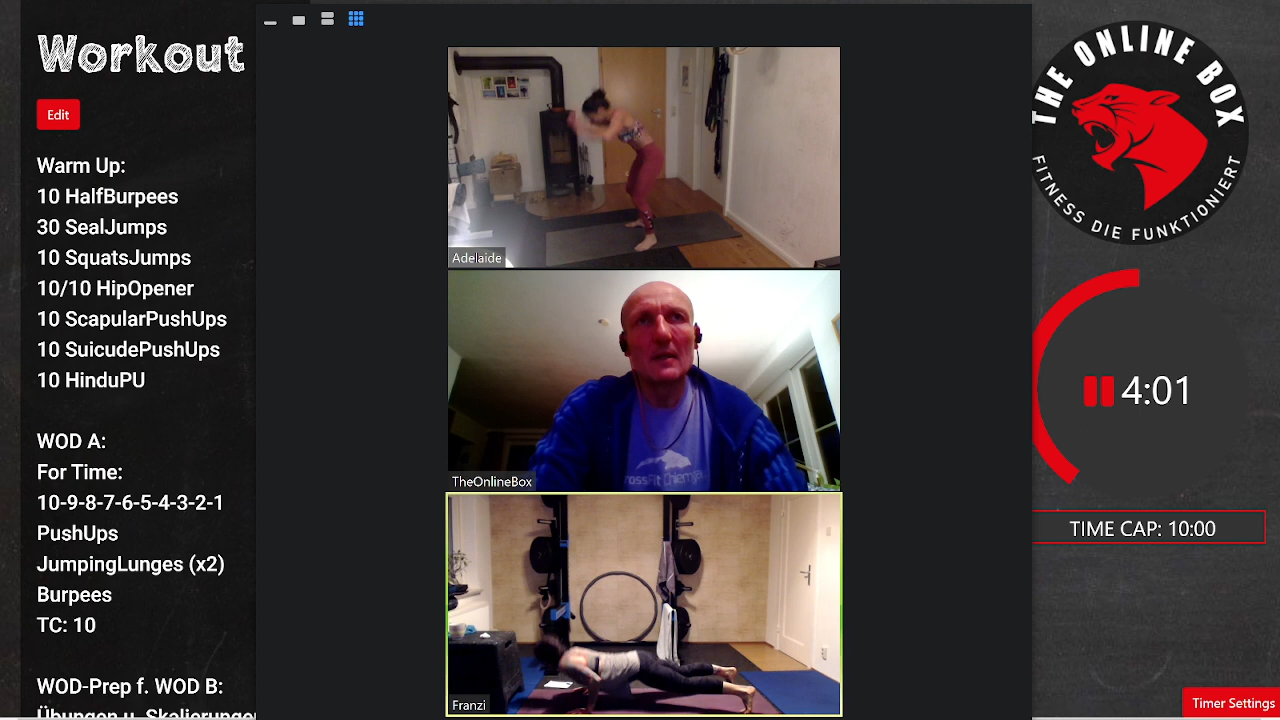 Workout
Edit
Warm Up:
10 HalfBurpees
30 SealJumps
10 SquatsJumps
10/10 HipOpener
10 ScapularPushUps
10 SuicudePushUps
10 HinduPU
WOD A:
For Time:
10-9-8-7-6-5-4-3-2-1
PushUps
JumpingLunges (x2)
Burpees
TC: 10
WOD-Prep f. WOD B:
Übungen u.
Adelaide
TheOnlineBox
Franzi
THE ONLINE BOX
FITNESS DIE FUNKTIONIERT
4:01
TIME CAP: 10:00
Timer Settings